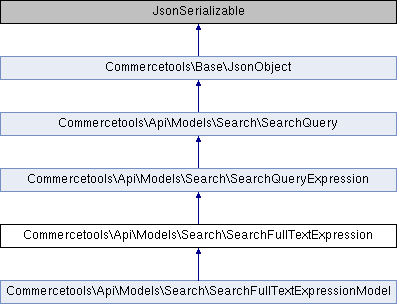 JsonSerializable
Commercetools\Base\JsonObject
Commercetools\Api\Models\Search\SearchQuery
Commercetools\Api\Models\Search\SearchQueryExpression
Commercetools\Api\Models\Search\SearchFullTextExpression
Commercetools\Api\Models\Search\SearchFullTextExpressionModel